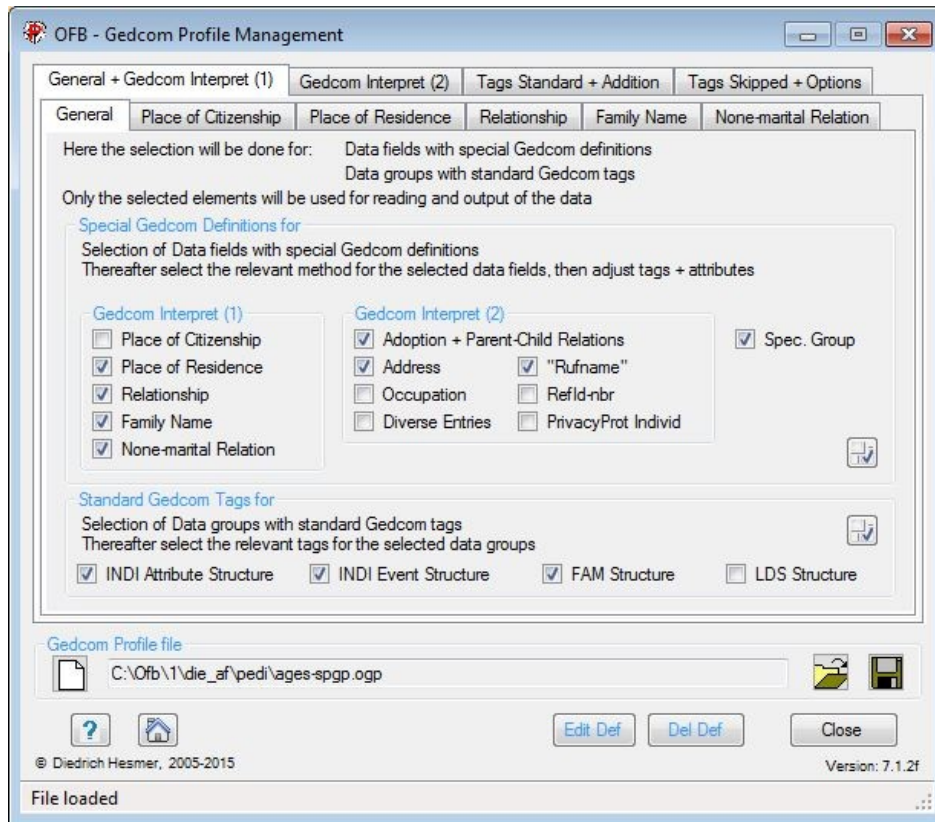 OFB - Gedcom Profile Management
General + Gedcom Interpret (1) Gedcom Interpret (2) Tags Standard + Addition Tags Skipped + Options
General Place of Citizenship Place of Residence Relationship Family Name None-marital Relation
Here the selection will be done for: Data fields with special Gedcom definitions
Data groups with standard Gedcom tags
Only the selected elements will be used for reading and output of the data
Special Gedcom Definitions for
Selection of Data fields with special Gedcom definitions
Thereafter select the relevant method for the selected data fields, then adjust tags + attributes
Gedcom Interpret (1) Gedcom Interpret (2)
Place of Citizenship Adoption + Parent-Child Relations Spec. Group
Place of Residence Address "Rufname"
Relationship Occupation RefId-nbr
Family Name Diverse Entries PrivacyProt Individ
None-marital Relation
Standard Gedcom Tags for
Selection of Data groups with standard Gedcom tags
Thereafter select the relevant tags for the selected data groups
INDI Attribute Structure INDI Event Structure FAM Structure LDS Structure
Gedcom Profile file
C:\Ofb\1\die_af\pedi\ages-spgp.ogp
? Edit Def Del Def Close
© Diedrich Hesmer, 2005-2015 Version: 7.1.2f
File loaded